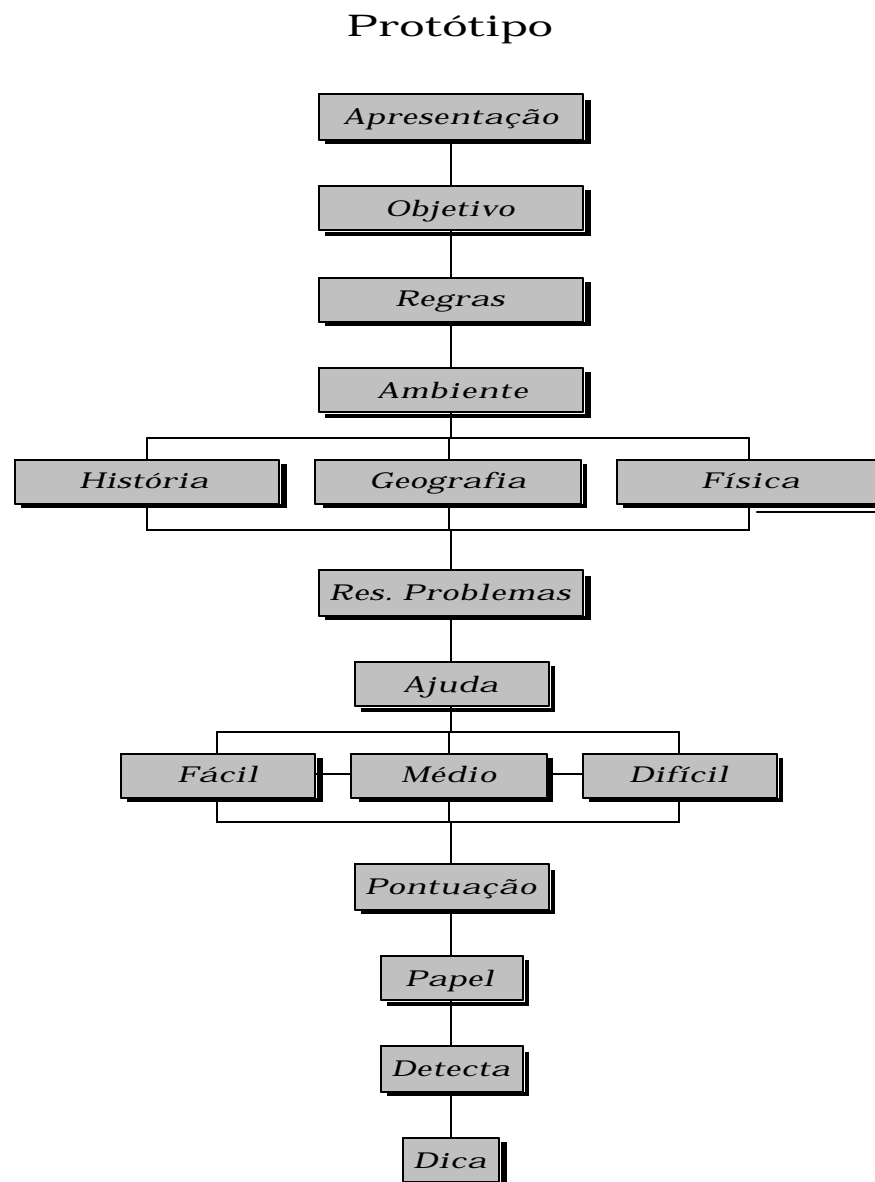 Protótipo
Apresentação
Objetivo
Regras
Ambiente
História
Geografia
Física
Res. Problemas
Ajuda
Fácil
Médio
Difícil
Pontuação
Papel
Detecta
Dica